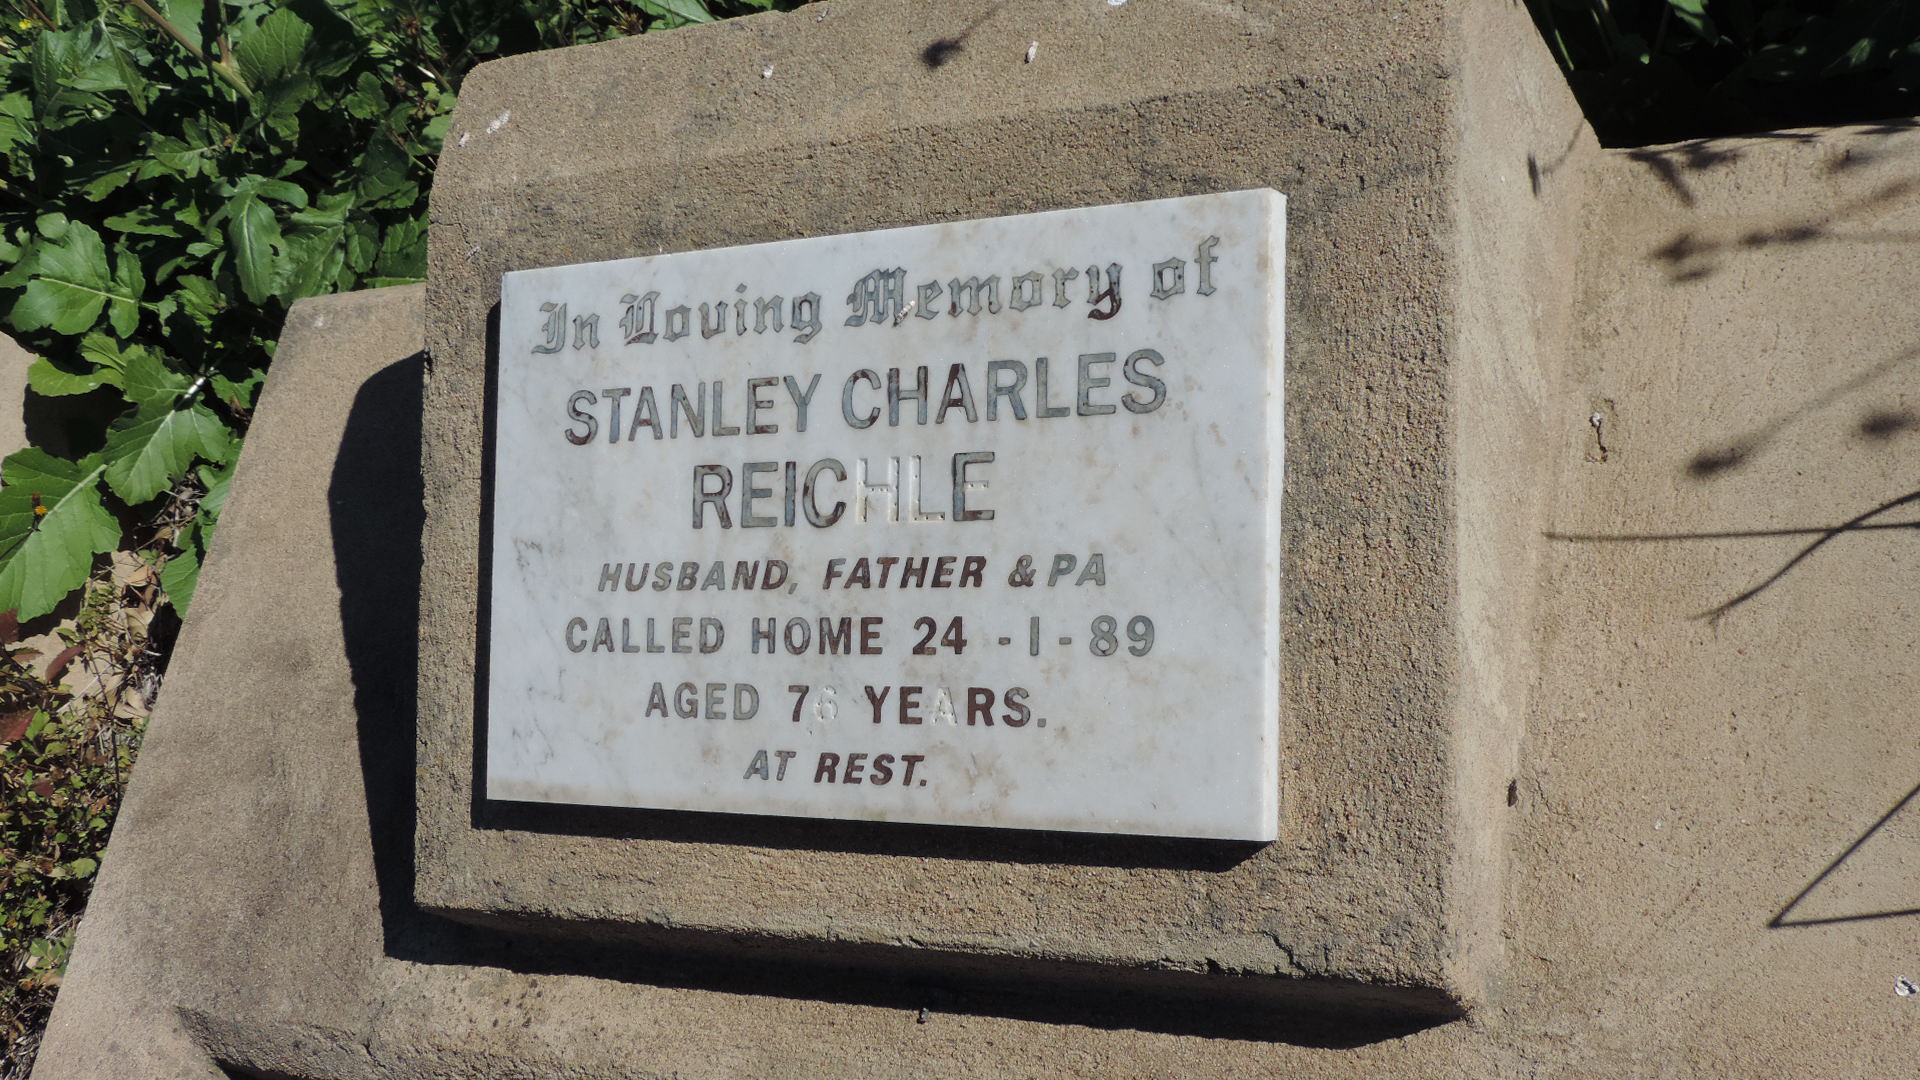 In Loving Memory of
STANLEY CHARLES
REICHLE
HUSBAND, FATHER & PA
CALLED HOME 24 - 1 - 89
AGED 76 YEARS.
AT REST.